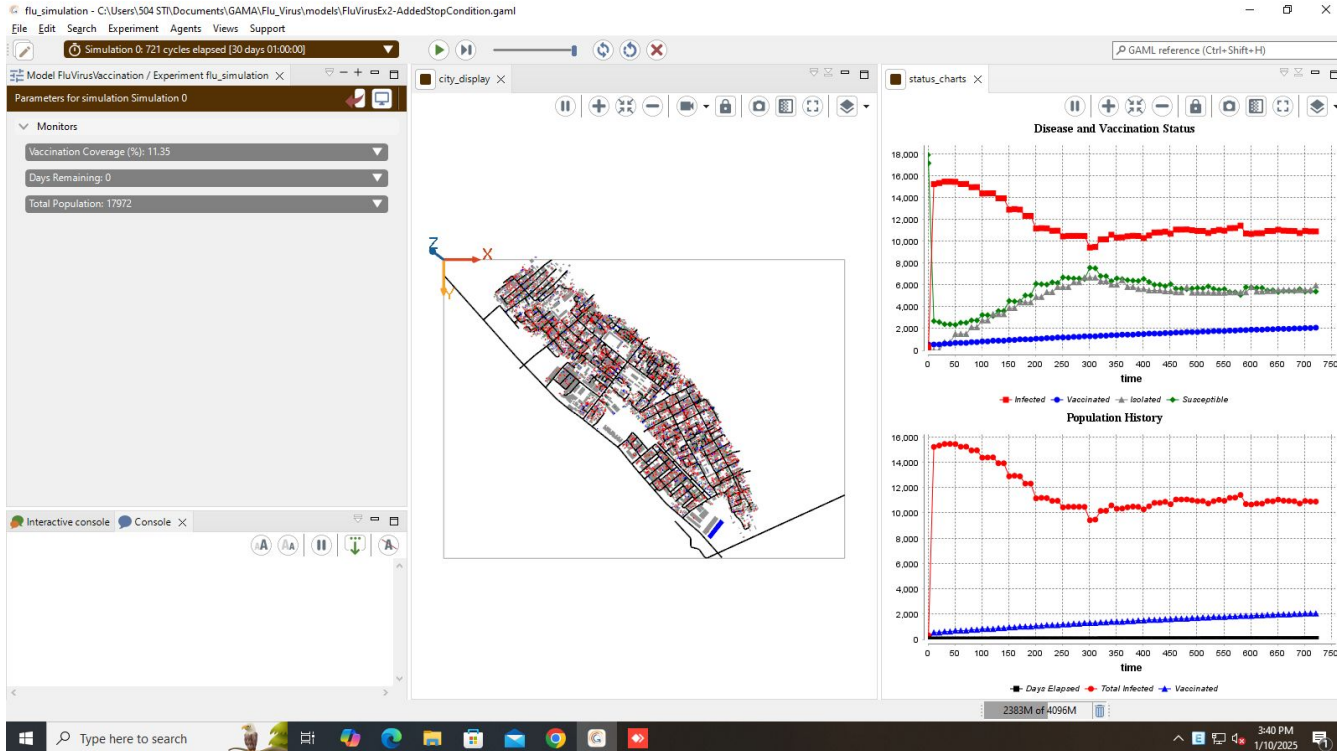 flu_simulation - C:\Users\504 STI\Documents\GAMA\Flu_Virus\models\FluVirusEx2-AddedStopCondition.gaml
File Edit Search Experiment Agents Views Support
Simulation 0: 721 cycles elapsed [30 days 01:00:00]
GAML reference (Ctrl+Shift+H)
Model FluVirusVaccination / Experiment flu_simulation
Parameters for simulation Simulation 0
Monitors
Vaccination Coverage (%): 11.35
Days Remaining: 0
Total Population: 17972
Interactive console
Console
city_display
Z
X
Y
status_charts
Disease and Vaccination Status
18,000
16,000
14,000
12,000
10,000
8,000
6,000
4,000
2,000
0
0 50 100 150 200 250 300 350 400 450 500 550 600 650 700 750
time
Infected Vaccinated Isolated Susceptible
Population History
16,000
14,000
12,000
10,000
8,000
6,000
4,000
2,000
0
0 50 100 150 200 250 300 350 400 450 500 550 600 650 700 750
time
Days Elapsed Total Infected Vaccinated
2383M of 4096M
Type here to search
3:40 PM
1/10/2025